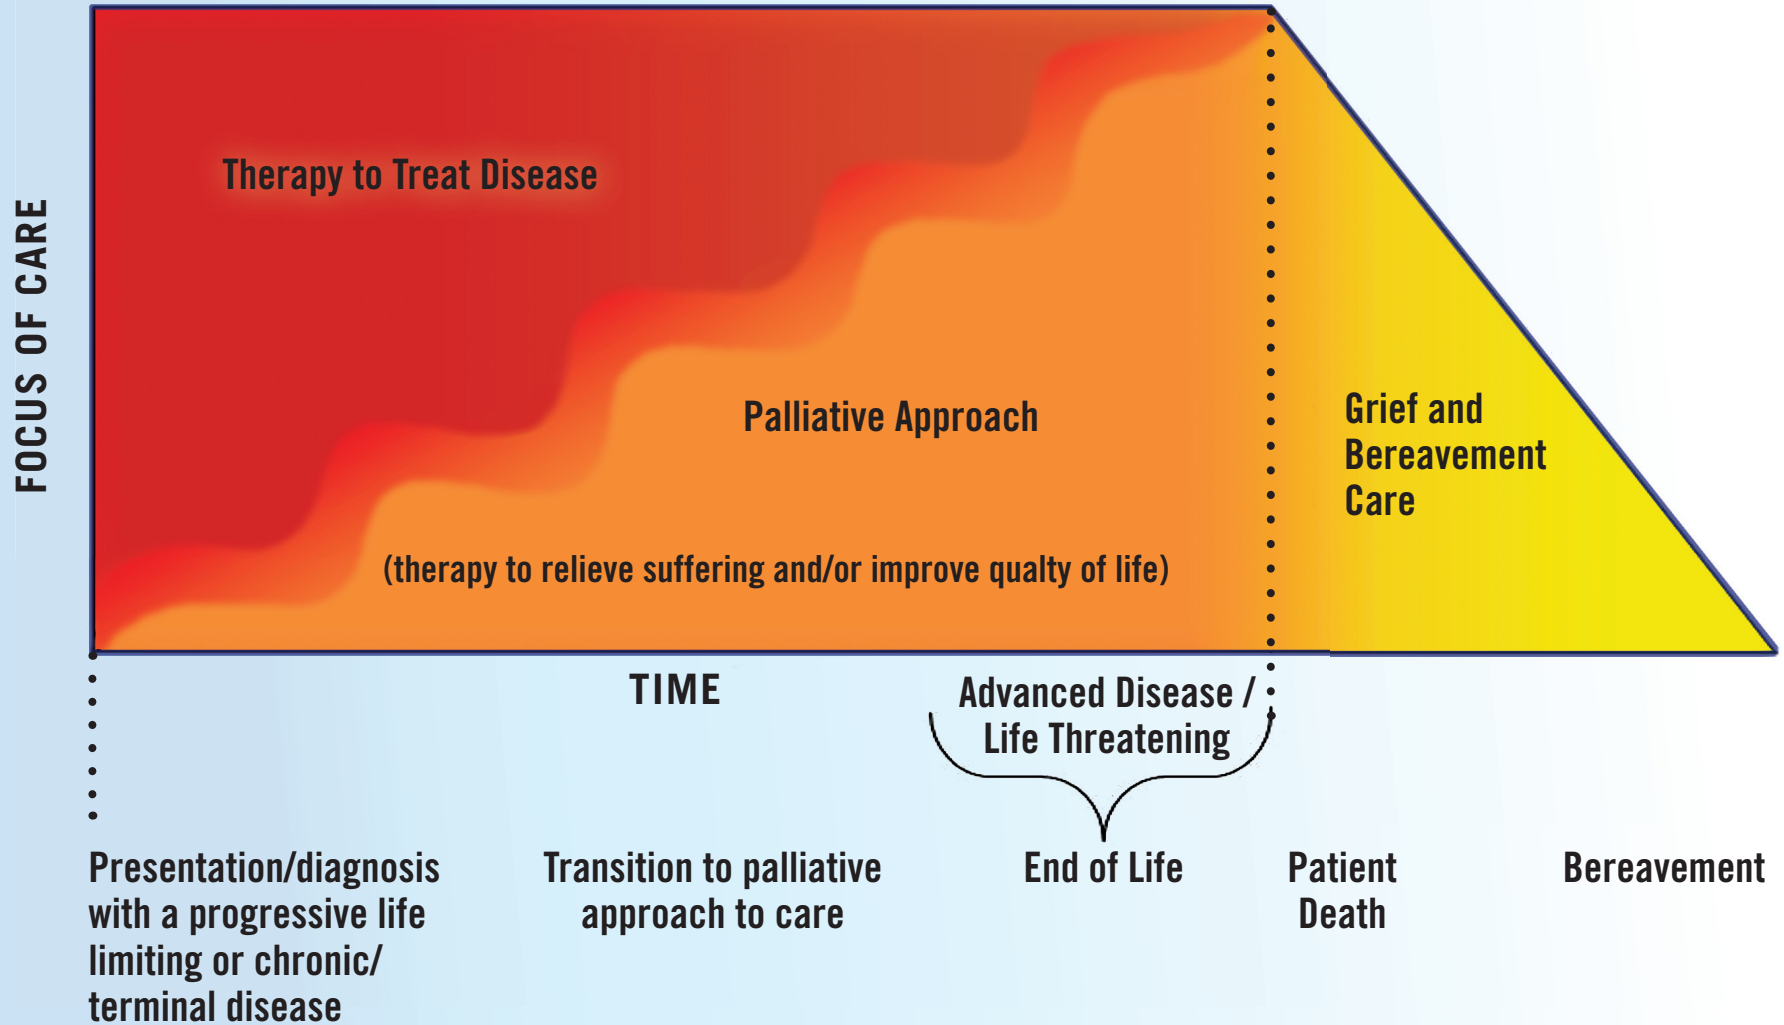 FOCUS OF CARE
Therapy to Treat Disease
Palliative Approach
(therapy to relieve suffering and/or improve qualty of life)
Grief and
Bereavement
Care
TIME
Advanced Disease /
Life Threatening
Presentation/diagnosis
with a progressive life
limiting or chronic/
terminal disease
Transition to palliative
approach to care
End of Life
Patient
Death
Bereavement